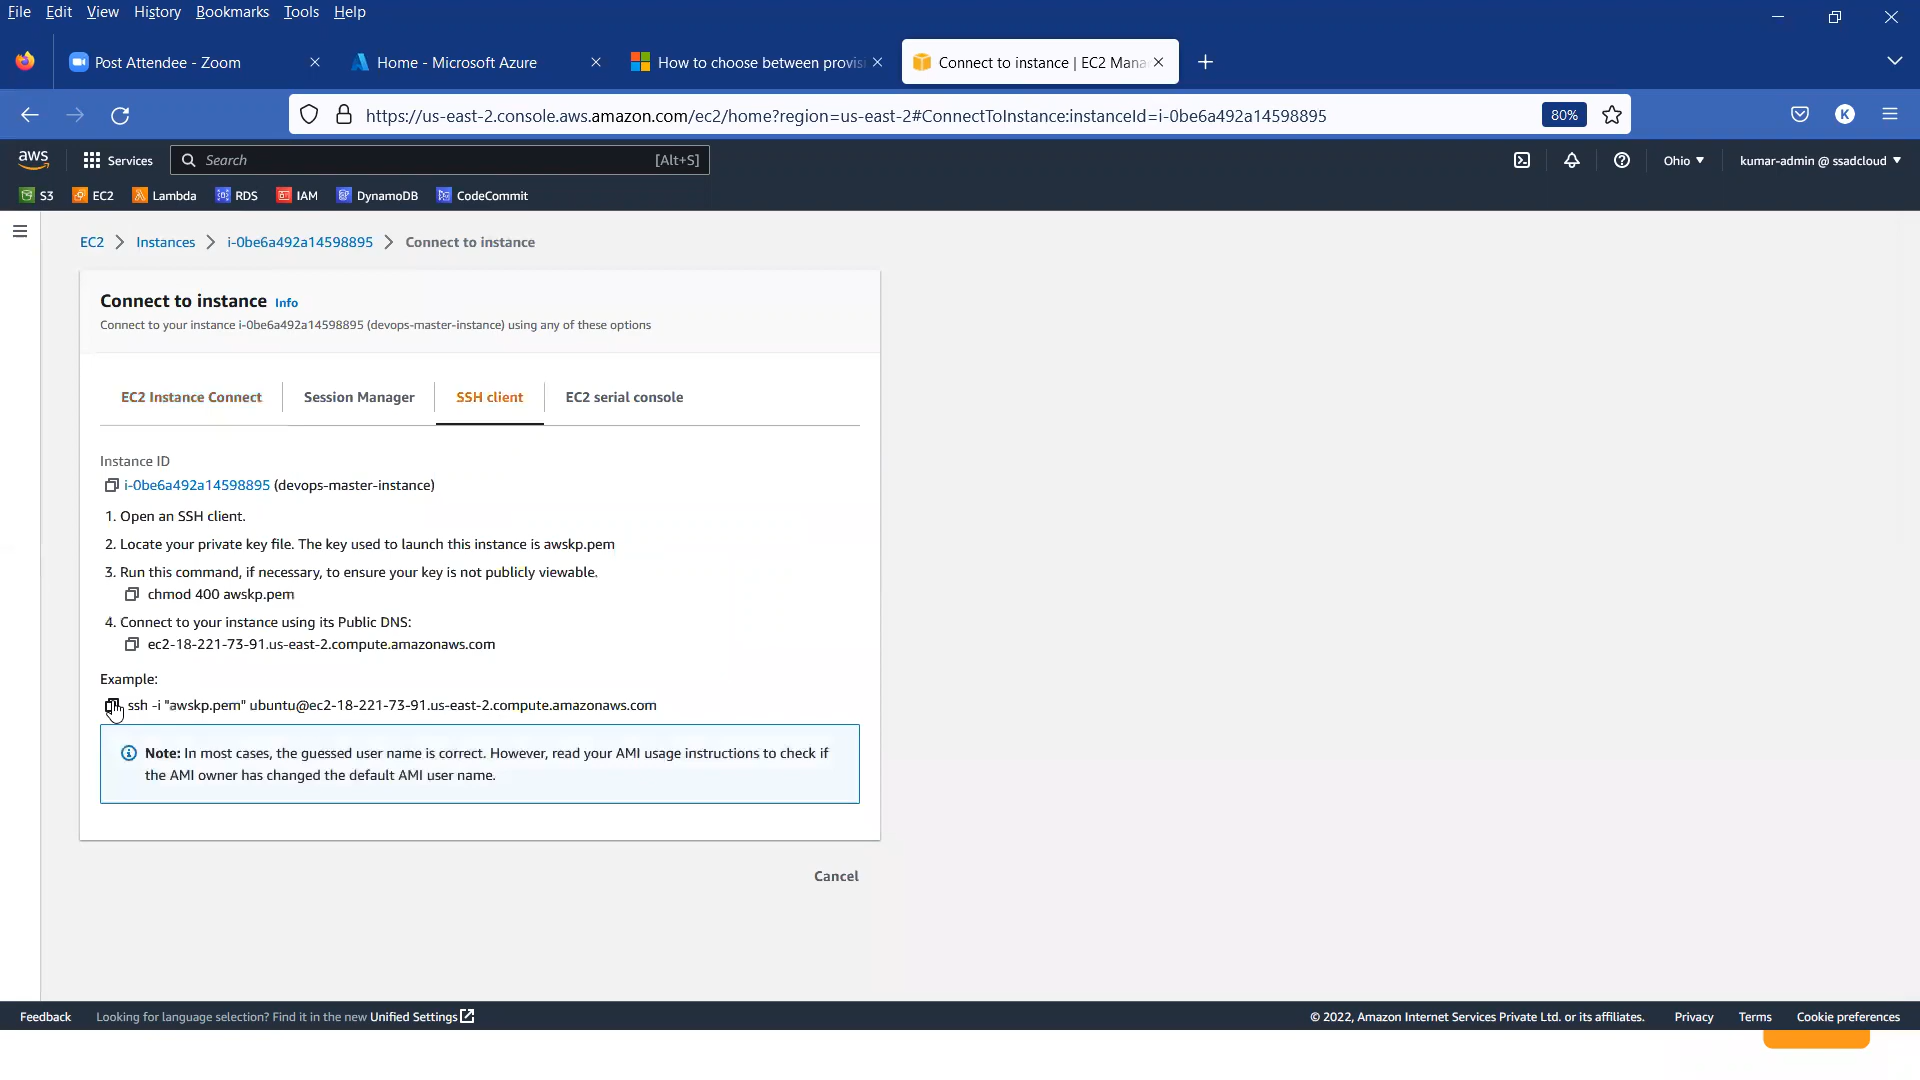 File Edit View History Bookmarks Tools Help
Post Attendee - Zoom
Home - Microsoft Azure
How to choose between provis
Connect to instance | EC2 Mana
https://us-east-2.console.aws.amazon.com/ec2/home?region=us-east-2#ConnectToInstance:instanceId=i-0be6a492a14598895
80%
K
aws
Services
Search
[Alt+S]
Ohio
kumar-admin @ ssadcloud
S3 EC2 Lambda RDS IAM DynamoDB CodeCommit
EC2 Instances i-0be6a492a14598895 Connect to instance
Connect to instance Info
Connect to your instance i-0be6a492a14598895 (devops-master-instance) using any of these options
EC2 Instance Connect Session Manager SSH client EC2 serial console
Instance ID
i-0be6a492a14598895 (devops-master-instance)
1. Open an SSH client.
2. Locate your private key file. The key used to launch this instance is awskp.pem
3. Run this command, if necessary, to ensure your key is not publicly viewable.
chmod 400 awskp.pem
4. Connect to your instance using its Public DNS:
ec2-18-221-73-91.us-east-2.compute.amazonaws.com
Example:
ssh -i "awskp.pem" ubuntu@ec2-18-221-73-91.us-east-2.compute.amazonaws.com
Note: In most cases, the guessed user name is correct. However, read your AMI usage instructions to check if
the AMI owner has changed the default AMI user name.
Cancel
Feedback Looking for language selection? Find it in the new Unified Settings © 2022, Amazon Internet Services Private Ltd. or its affiliates. Privacy Terms Cookie preferences